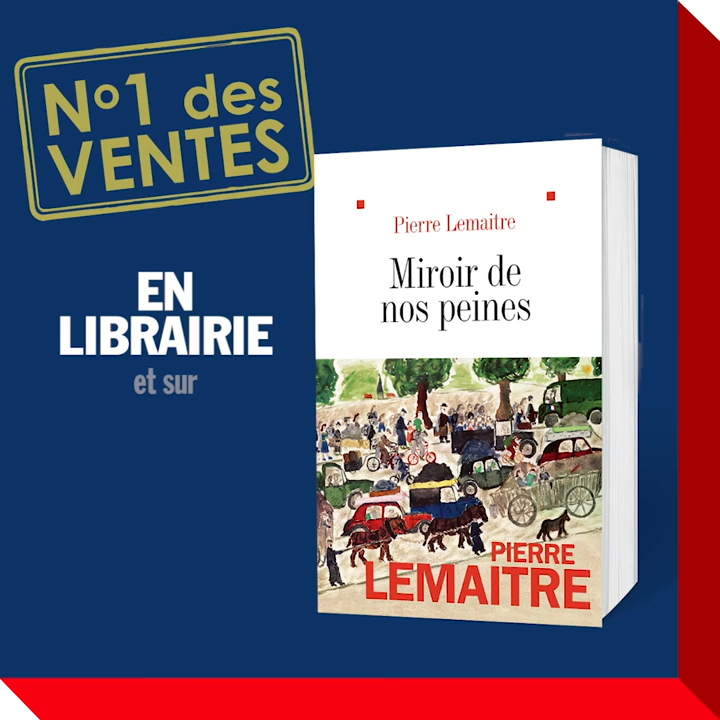 N°1 des
VENTES
EN
LIBRAIRIE
et sur
Pierre Lemaitre
Miroir de
nos peines
PIERRE
LEMAITRE